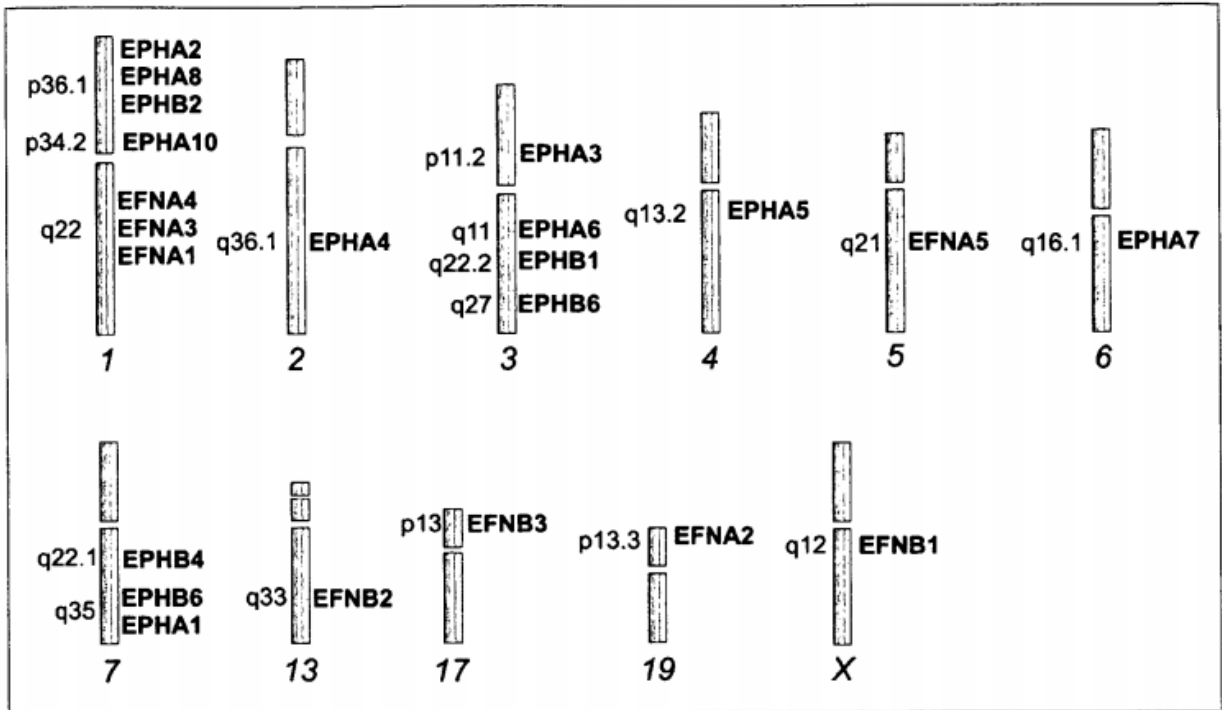 EPHA2
p36.1 EPHA8
EPHB2
p34.2 EPHA10
EFNA4
q22 EFNA3
EFNA1
1
q36.1 EPHA4
2
p11.2 EPHA3
q11 EPHA6
q22.2 EPHB1
q27 EPHB6
3
q13.2 EPHA5
4
q21 EFNA5
5
q16.1 EPHA7
6
q22.1 EPHB4
EPHB6
q35 EPHA1
7
q33 EFNB2
13
p13 EFNB3
17
p13.3 EFNA2
19
q12 EFNB1
X